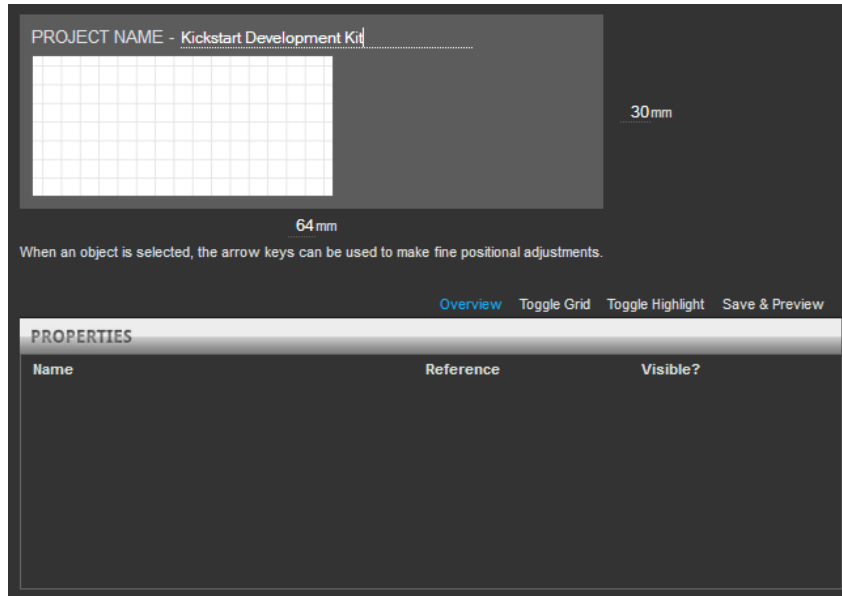 PROJECT NAME - Kickstart Development Kit
30mm
64mm
When an object is selected, the arrow keys can be used to make fine positional adjustments.
Overview Toggle Grid Toggle Highlight Save & Preview
PROPERTIES
Name Reference Visible?